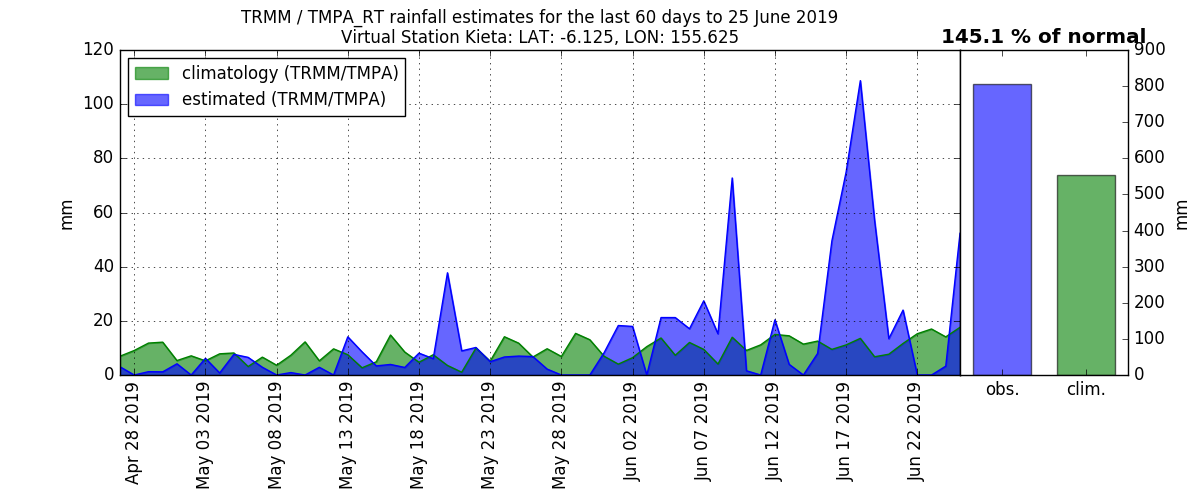 TRMM / TMPA_RT rainfall estimates for the last 60 days to 25 June 2019
Virtual Station Kieta: LAT: -6.125, LON: 155.625
145.1 % of normal
climatology (TRMM/TMPA)
estimated (TRMM/TMPA)
mm
120
100
80
60
40
20
0
Apr 28 2019
May 03 2019
May 08 2019
May 13 2019
May 18 2019
May 23 2019
May 28 2019
Jun 02 2019
Jun 07 2019
Jun 12 2019
Jun 17 2019
Jun 22 2019
obs.
clim.
900
800
700
600
500
400
300
200
100
0
mm